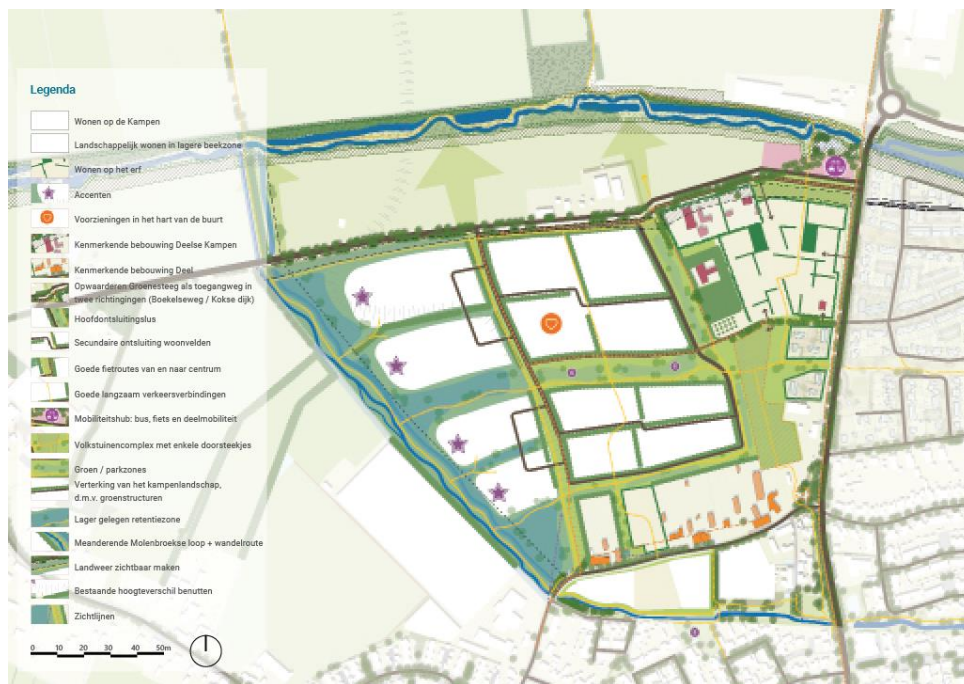 Legenda
Wonen op de Kampen
Landschappelijk wonen in lagere beekzone
Wonen op het erf
Accenten
Voorzieningen in het hart van de buurt
Kenmerkende bebouwing Deelse Kampen
Kenmerkende bebouwing Deel
Opwaarderen Groenesteeg als toegangweg in
twee richtingingen (Boekelseweg / Kokse dijk)
Hoofdontsluitingslus
Secundaire ontsluiting woonvelden
Goede fietroutes van en naar centrum
Goede langzaam verkeersverbindingen
Mobiliteitshub: bus, fiets en deelmobiliteit
Volkstuinencomplex met enkele doorsteekjes
Groen / parkzones
Verterking van het kampenlandschap,
d.m.v. groenstructuren
Lager gelegen retentiezone
Meanderende Molenbroekse loop + wandelroute
Landweer zichtbaar maken
Bestaande hoogteverschil benutten
Zichtlijnen
0 10 20 30 40 50m